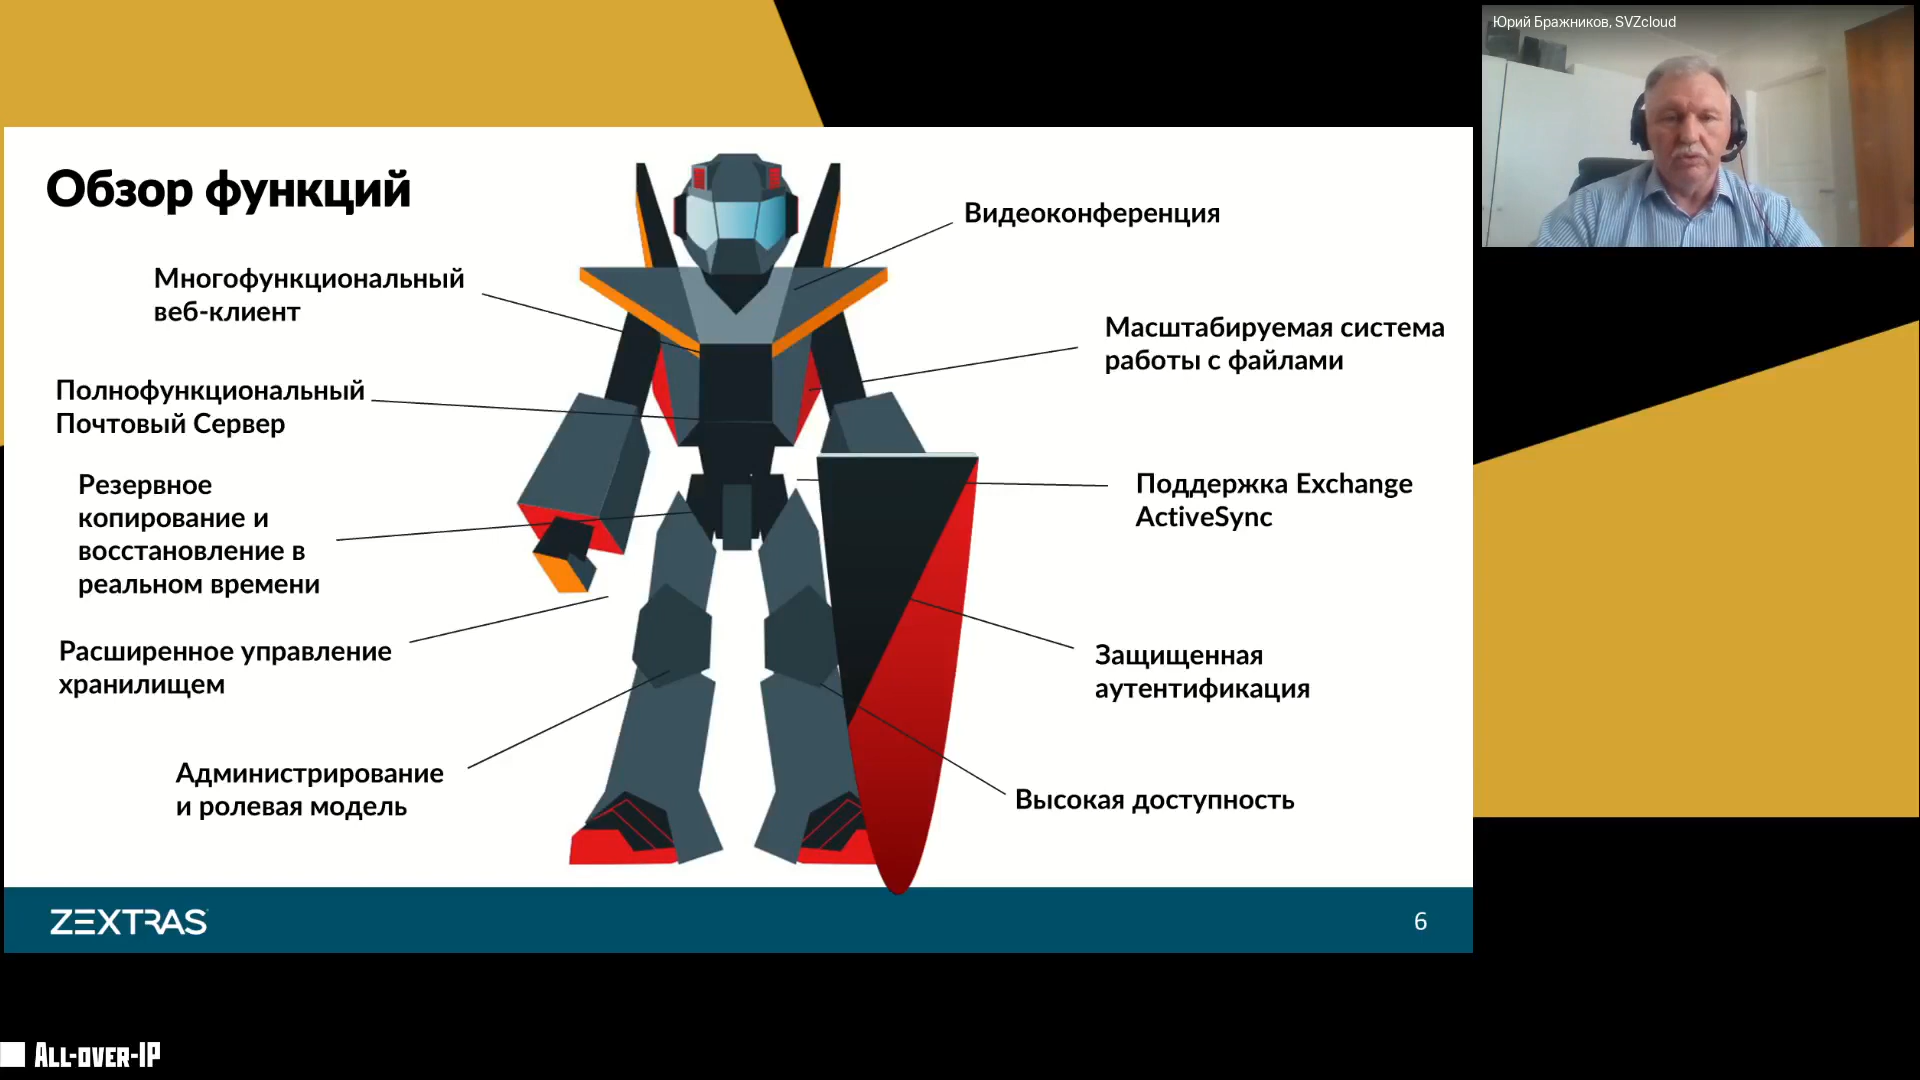 Юрий Бражников, SVZcloud
Обзор функций
Многофункциональный
веб-клиент
Полнофункциональный
Почтовый Сервер
Резервное
копирование и
восстановление в
реальном времени
Расширенное управление
хранилищем
Администрирование
и ролевая модель
Видеоконференция
Масштабируемая система
работы с файлами
Поддержка Exchange
ActiveSync
Защищенная
аутентификация
Высокая доступность
ZEXTRAS
6
ALL-OVER-IP